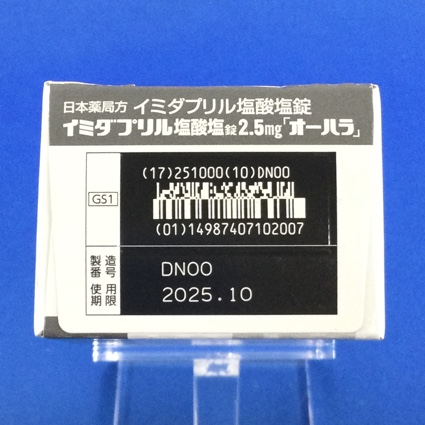 日本薬局方 イミダプリル塩酸塩錠
イミダプリル塩酸塩錠2.5mg「オーハラ」
(17)251000(10)DN00
GS1
(01)14987407102007
製造番号 DN00
使用期限 2025.10